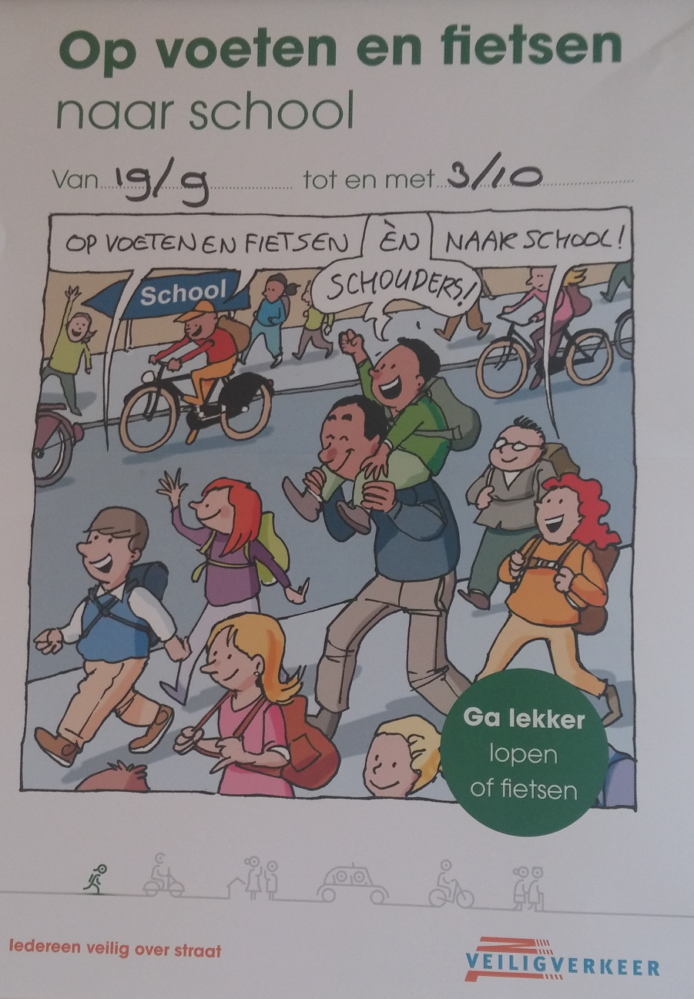 Op voeten en fietsen
naar school
Van 19/9 tot en met 3/10
OP VOETEN EN FIETSEN ÈN NAAR SCHOOL!
SCHOUDERS!
School
Ga lekker
lopen
of fietsen
Iedereen veilig over straat
VEILIGVERKEER